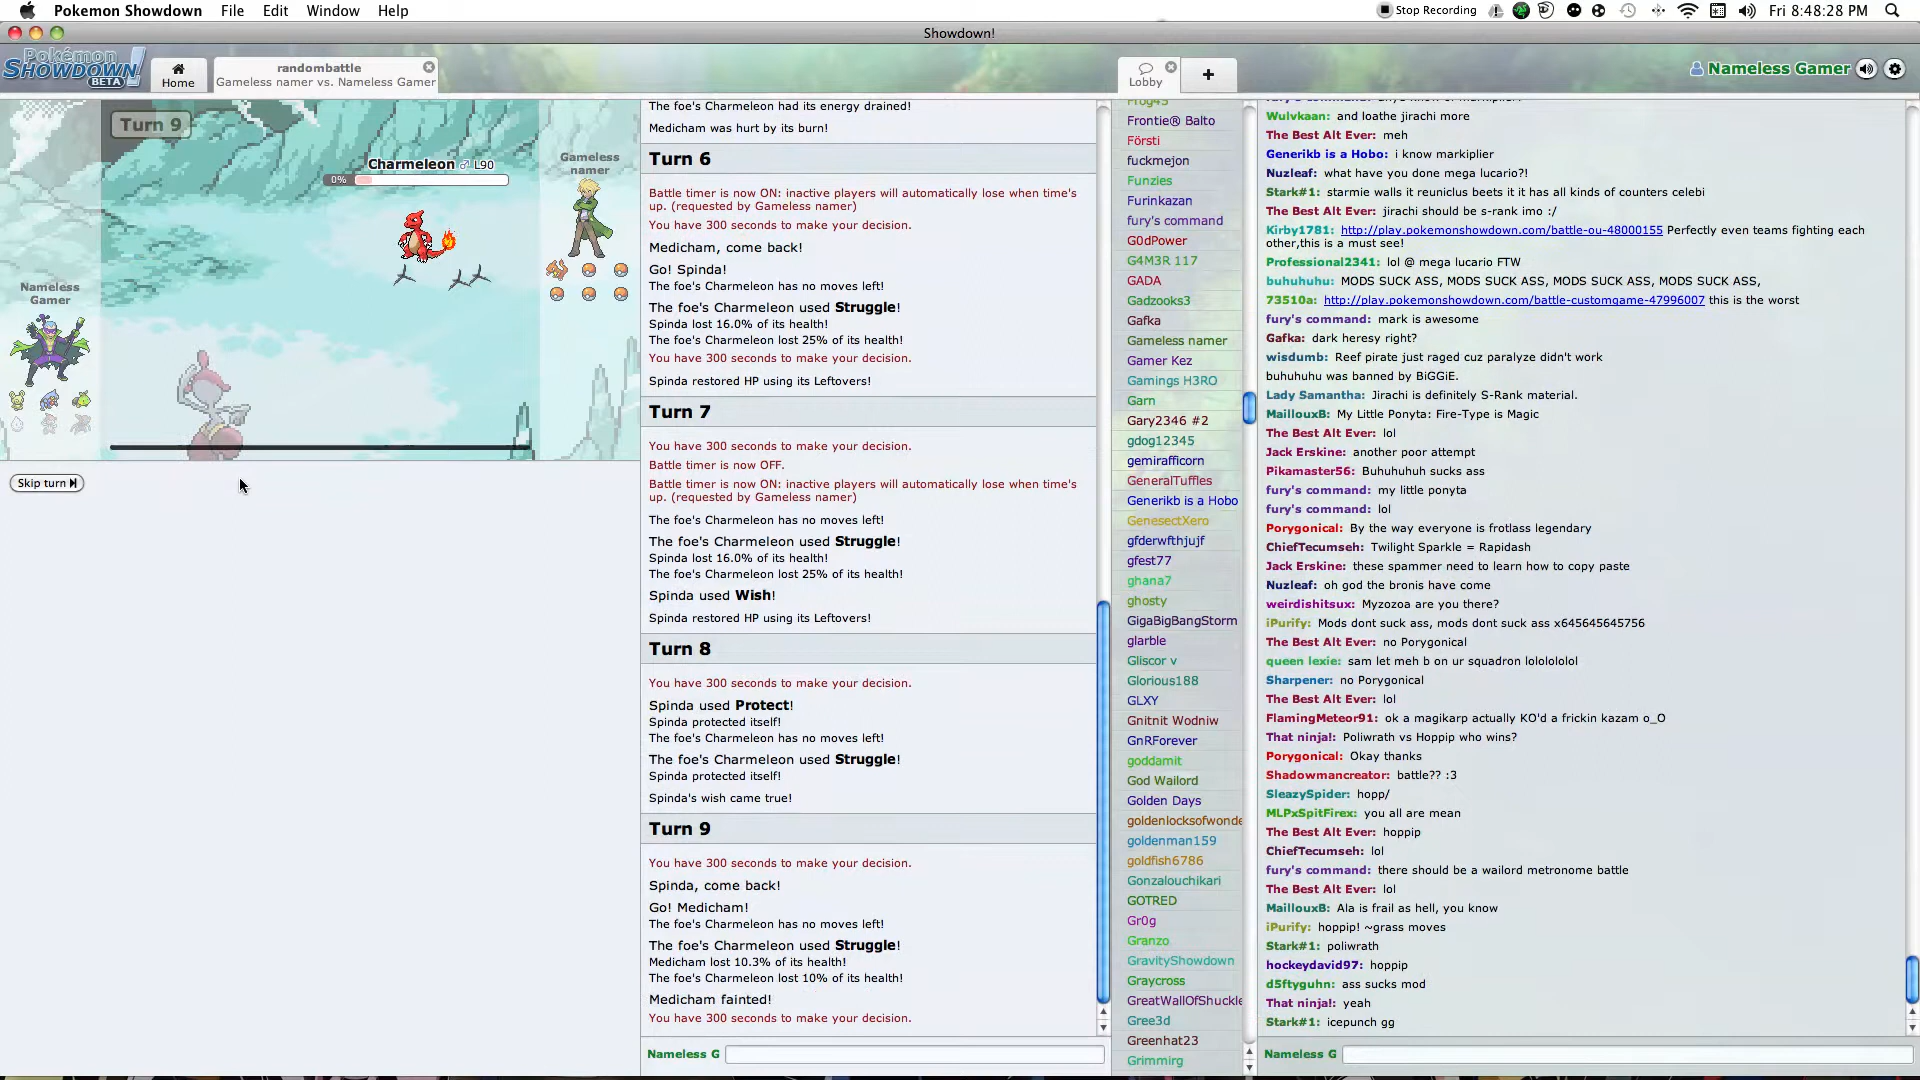 Pokemon Showdown File Edit Window Help
Stop Recording
Fri 8:48:28 PM
Showdown!
Pokémon
SHOWDOWN!
BETA
Home
randombattle
Gameless namer vs. Nameless Gamer
Lobby
+
Nameless Gamer
Turn 9
Charmeleon ♂ L90
0%
Gameless
namer
Nameless
Gamer
Skip turn
The foe's Charmeleon had its energy drained!
Medicham was hurt by its burn!
Turn 6
Battle timer is now ON: inactive players will automatically lose when time's
up. (requested by Gameless namer)
You have 300 seconds to make your decision.
Medicham, come back!
Go! Spinda!
The foe's Charmeleon has no moves left!
The foe's Charmeleon used Struggle!
Spinda lost 16.0% of its health!
The foe's Charmeleon lost 25% of its health!
You have 300 seconds to make your decision.
Spinda restored HP using its Leftovers!
Turn 7
You have 300 seconds to make your decision.
Battle timer is now OFF.
Battle timer is now ON: inactive players will automatically lose when time's
up. (requested by Gameless namer)
The foe's Charmeleon has no moves left!
The foe's Charmeleon used Struggle!
Spinda lost 16.0% of its health!
The foe's Charmeleon lost 25% of its health!
Spinda used Wish!
Spinda restored HP using its Leftovers!
Turn 8
You have 300 seconds to make your decision.
Spinda used Protect!
Spinda protected itself!
The foe's Charmeleon has no moves left!
The foe's Charmeleon used Struggle!
Spinda protected itself!
Spinda's wish came true!
Turn 9
You have 300 seconds to make your decision.
Spinda, come back!
Go! Medicham!
The foe's Charmeleon has no moves left!
The foe's Charmeleon used Struggle!
Medicham lost 10.3% of its health!
The foe's Charmeleon lost 10% of its health!
Medicham fainted!
You have 300 seconds to make your decision.
Nameless G
Frog45
Frontie® Balto
Försti
fuckmejon
Funzies
Furinkazan
fury's command
G0dPower
G4M3R 117
GADA
Gadzooks3
Gafka
Gameless namer
Gamer Kez
Gamings H3RO
Garn
Gary2346 #2
gdog12345
gemirafficorn
GeneralTuffles
Generikb is a Hobo
GenesectXero
gfderwfthjujf
gfest77
ghana7
ghosty
GigaBigBangStorm
glarble
Gliscor v
Glorious188
GLXY
Gnitnit Wodniw
GnRForever
goddamit
God Wailord
Golden Days
goldenlocksofwonde
goldenman159
goldfish6786
Gonzalouchikari
GOTRED
Gr0g
Granzo
GravityShowdown
Graycross
GreatWallOfShuckle
Gree3d
Greenhat23
Grimmirg
Wulvkaan: and loathe jirachi more
The Best Alt Ever: meh
Generikb is a Hobo: i know markiplier
Nuzleaf: what have you done mega lucario?!
Stark#1: starmie walls it reuniclus beets it it has all kinds of counters celebi
The Best Alt Ever: jirachi should be s-rank imo :/
Kirby1781: http://play.pokemonshowdown.com/battle-ou-48000155 Perfectly even teams fighting each
other,this is a must see!
Professional2341: lol @ mega lucario FTW
buhuhuhu: MODS SUCK ASS, MODS SUCK ASS, MODS SUCK ASS, MODS SUCK ASS,
73510a: http://play.pokemonshowdown.com/battle-customgame-47996007 this is the worst
fury's command: mark is awesome
Gafka: dark heresy right?
wisdumb: Reef pirate just raged cuz paralyze didn't work
buhuhuhu was banned by BiGGiE.
Lady Samantha: Jirachi is definitely S-Rank material.
MaillouxB: My Little Ponyta: Fire-Type is Magic
The Best Alt Ever: lol
Jack Erskine: another poor attempt
Pikamaster56: Buhuhuhuh sucks ass
fury's command: my little ponyta
fury's command: lol
Porygonical: By the way everyone is frotlass legendary
ChiefTecumseh: Twilight Sparkle = Rapidash
Jack Erskine: these spammer need to learn how to copy paste
Nuzleaf: oh god the bronis have come
weirdishitsux: Myzozoa are you there?
iPurify: Mods dont suck ass, mods dont suck ass x645645645756
The Best Alt Ever: no Porygonical
queen lexie: sam let meh b on ur squadron lolololol
Sharpener: no Porygonical
The Best Alt Ever: lol
FlamingMeteor91: ok a magikarp actually KO'd a frickin kazam o_O
That ninja!: Poliwrath vs Hoppip who wins?
Porygonical: Okay thanks
Shadowmancreator: battle?? :3
SleazySpider: hopp/
MLPxSpitFirex: you all are mean
The Best Alt Ever: hoppip
ChiefTecumseh: lol
fury's command: there should be a wailord metronome battle
The Best Alt Ever: lol
MaillouxB: Ala is frail as hell, you know
iPurify: hoppip! ~grass moves
Stark#1: poliwrath
hockeydavid97: hoppip
d5ftyguhn: ass sucks mod
That ninja!: yeah
Stark#1: icepunch gg
Nameless G